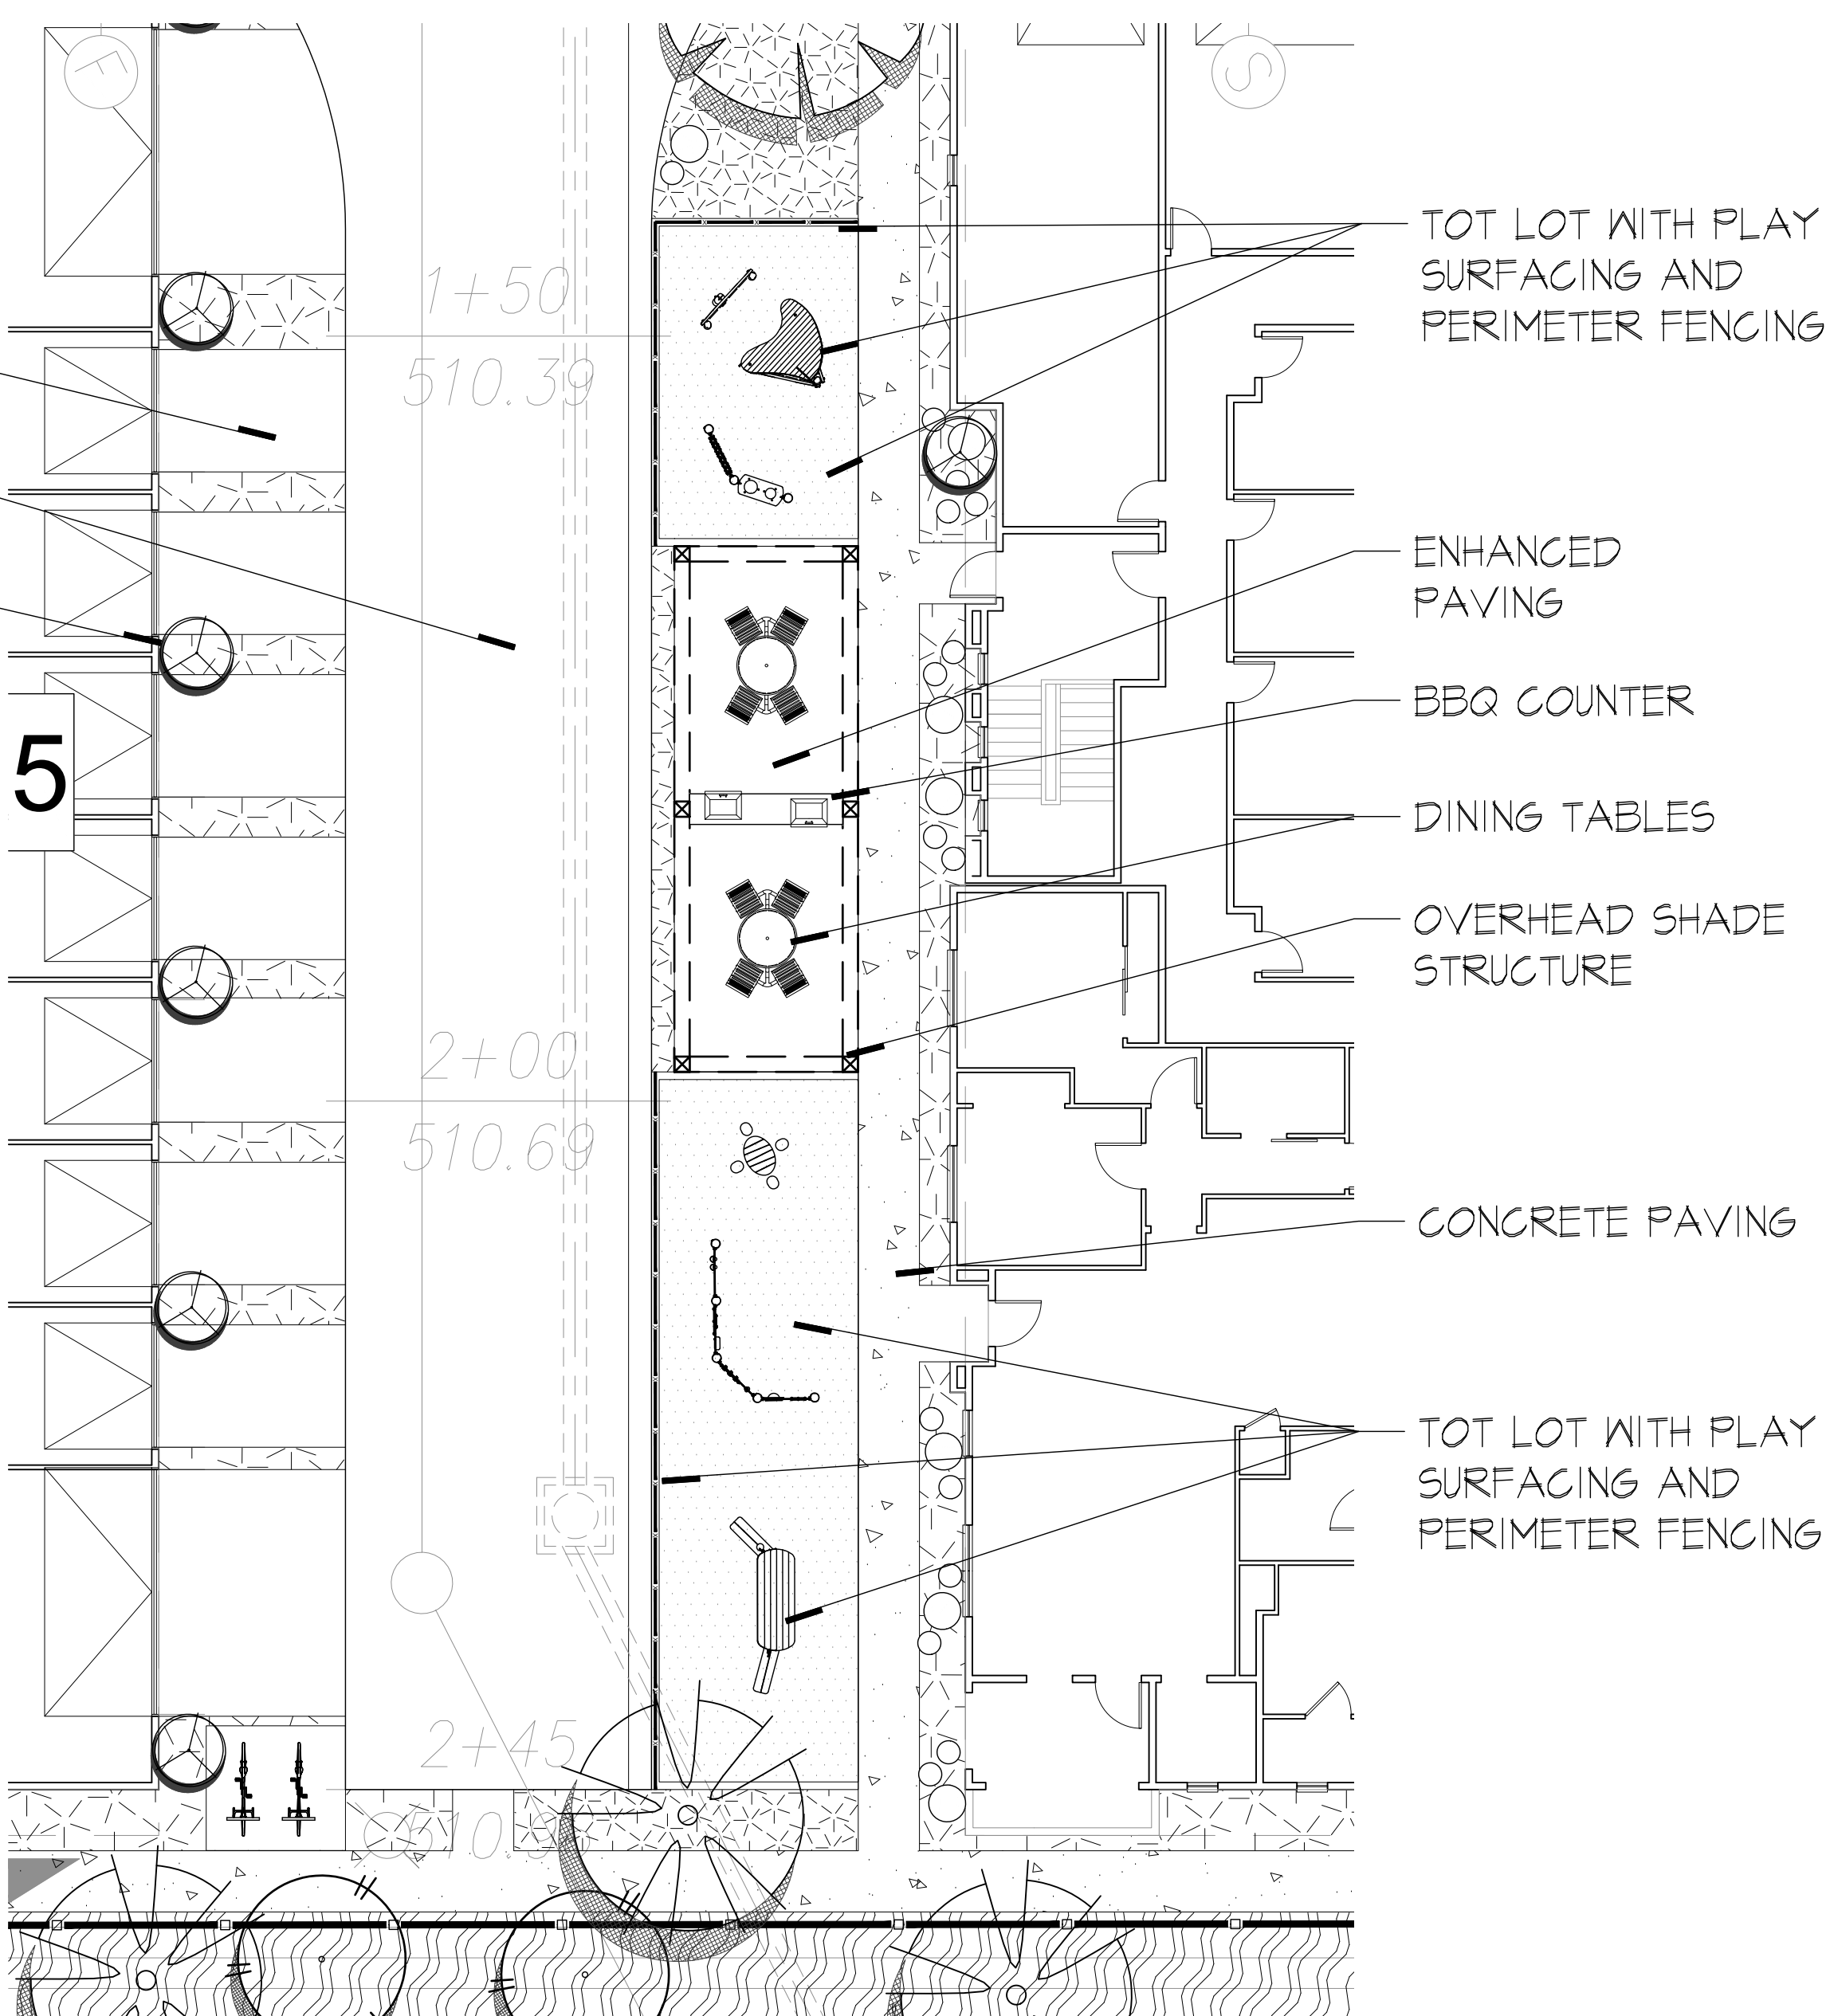 F
S
TOT LOT WITH PLAY
SURFACING AND
PERIMETER FENCING
1+50
510.39
ENHANCED
PAVING
BBQ COUNTER
5
DINING TABLES
OVERHEAD SHADE
STRUCTURE
2+00
510.69
CONCRETE PAVING
TOT LOT WITH PLAY
SURFACING AND
PERIMETER FENCING
2+45